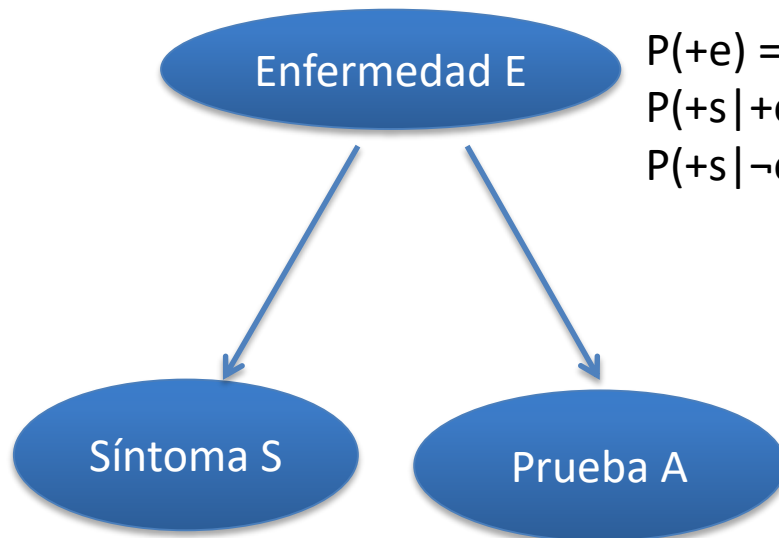 Enfermedad E
P(+e) =
P(+s|+e
P(+s|¬e
Síntoma S
Prueba A